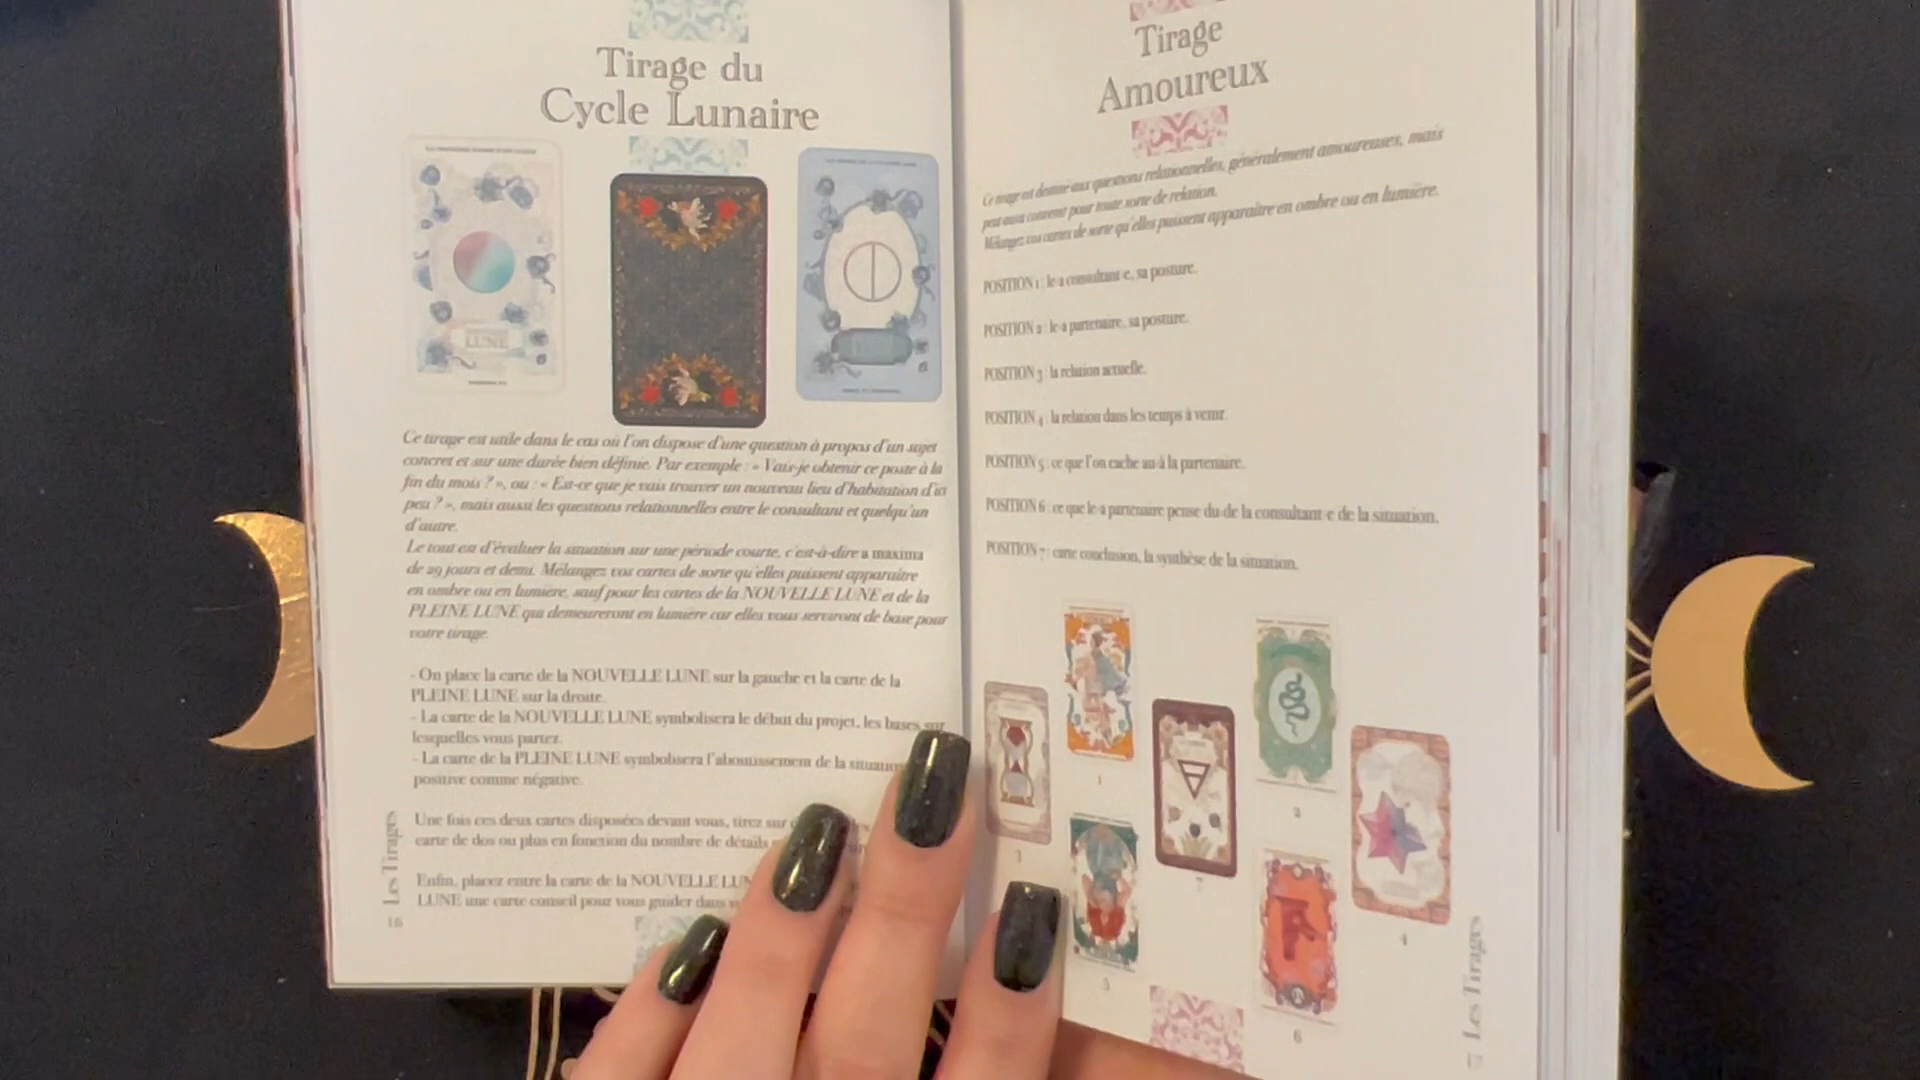 Tirage du
Cycle Lunaire
LUNE
Ce tirage est utile dans le cas où l'on dispose d'une question à propos d'un sujet
concret et sur une durée bien définie. Par exemple : « Vais-je obtenir ce poste à la
fin du mois ? », ou : « Est-ce que je vais trouver un nouveau lieu d'habitation d'ici
peu ? », mais aussi les questions relationnelles entre le consultant et quelqu'un
d'autre.
Le tout est d'évaluer la situation sur une période courte, c'est-à-dire a maxima
de 29 jours et demi. Mélangez vos cartes de sorte qu'elles puissent apparaître
en ombre ou en lumière, sauf pour les cartes de la NOUVELLE LUNE et de la
PLEINE LUNE qui demeureront en lumière car elles vous serviront de base pour
votre tirage.
- On place la carte de la NOUVELLE LUNE sur la gauche et la carte de la
PLEINE LUNE sur la droite.
- La carte de la NOUVELLE LUNE symbolisera le début du projet, les bases sur
lesquelles vous partez.
- La carte de la PLEINE LUNE symbolisera l'aboutissement de la situation
positive comme négative.
Une fois ces deux cartes disposées devant vous, tirez sur
carte de dos ou plus en fonction du nombre de détails
Enfin, placez entre la carte de la NOUVELLE LUN
LUNE une carte conseil pour vous guider dans
Les Tirages
16
Tirage
Amoureux
Ce tirage est destiné aux questions relationnelles, généralement amoureuses, mais
peut aussi convenir pour toute sorte de relation.
Mélangez vos cartes de sorte qu'elles puissent apparaître en ombre ou en lumière.
POSITION 1 : le·a consultant·e, sa posture.
POSITION 2 : le·a partenaire, sa posture.
POSITION 3 : la relation actuelle.
POSITION 4 : la relation dans les temps à venir.
POSITION 5 : ce que l'on cache au·à la partenaire.
POSITION 6 : ce que le·a partenaire pense du·de la consultant·e de la situation.
POSITION 7 : carte conclusion, la synthèse de la situation.
1
2
3
7
4
5
6
Les Tirages